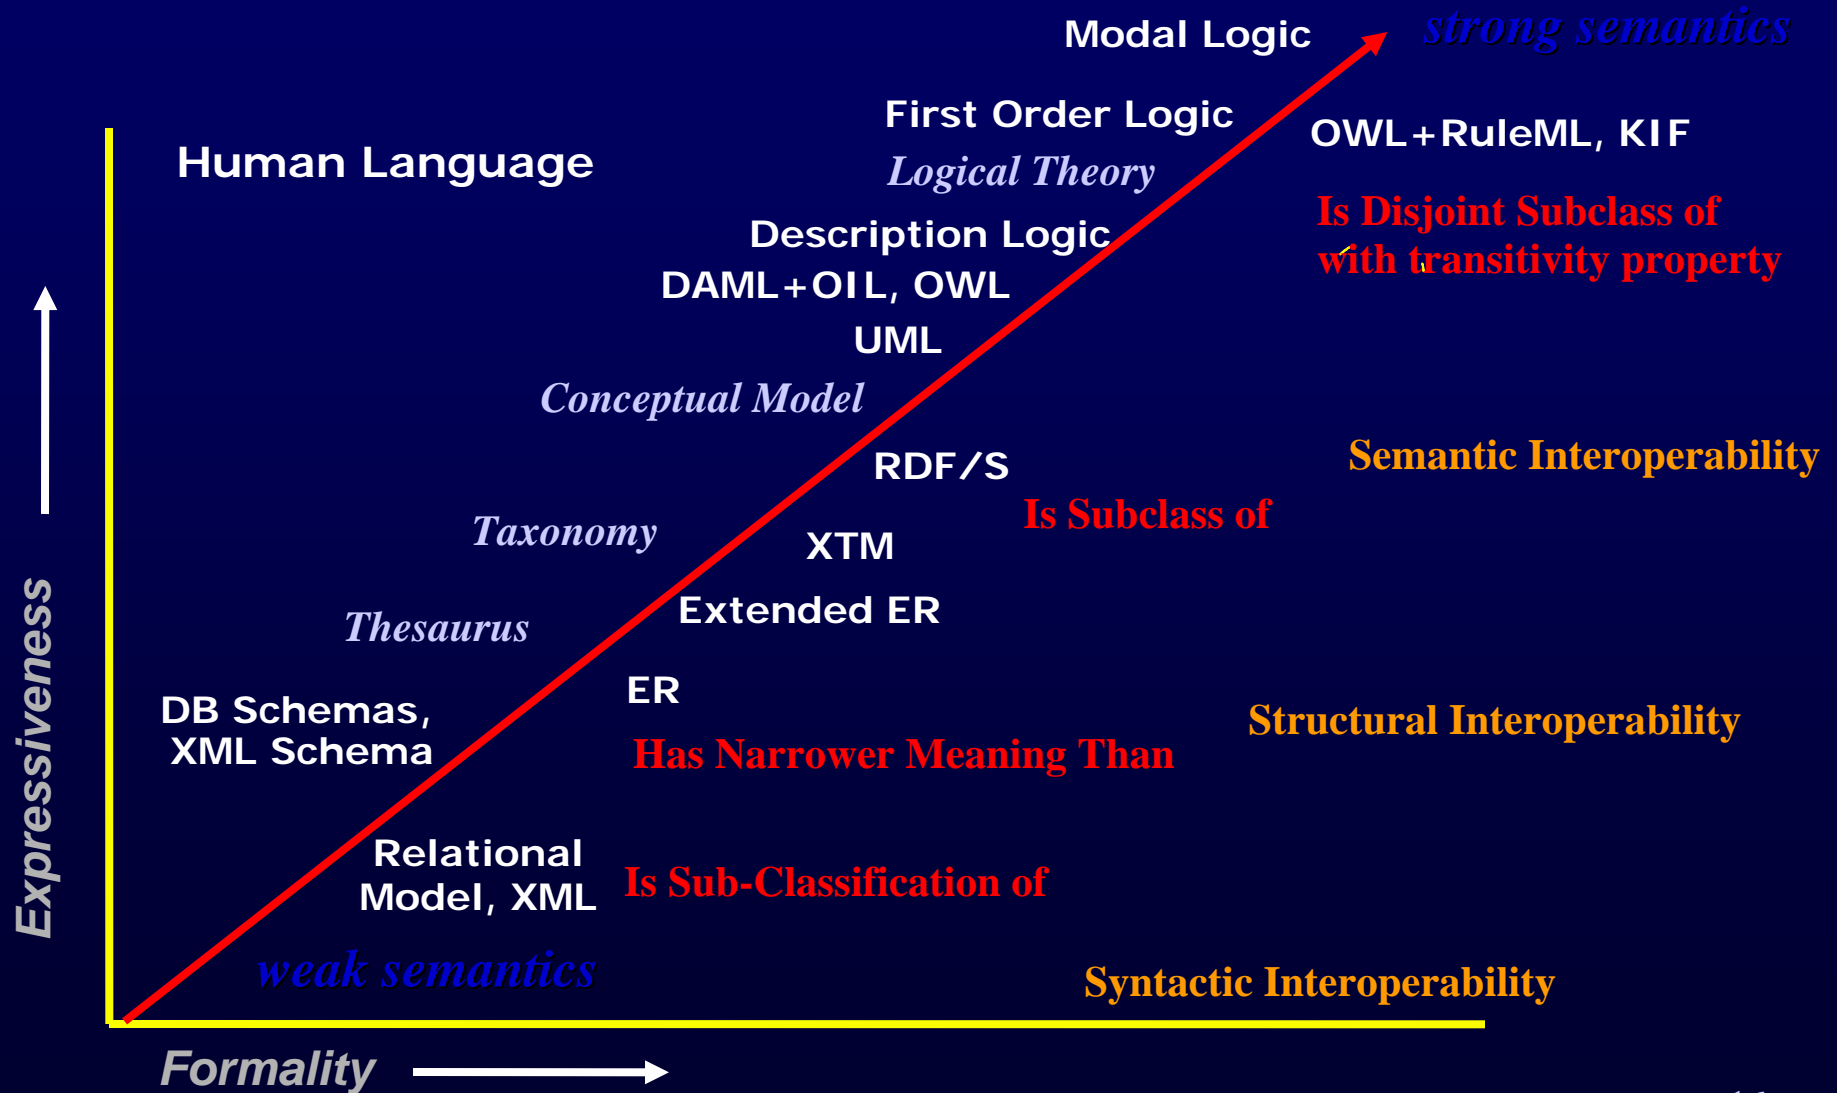 Modal Logic
strong semantics
First Order Logic
OWL+RuleML, KIF
Human Language
Logical Theory
Is Disjoint Subclass of
with transitivity property
Description Logic
DAML+OIL, OWL
UML
Conceptual Model
Semantic Interoperability
RDF/S
Is Subclass of
Taxonomy
XTM
Extended ER
Thesaurus
Expressiveness
ER
DB Schemas,
XML Schema
Structural Interoperability
Has Narrower Meaning Than
Relational
Model, XML
Is Sub-Classification of
weak semantics
Syntactic Interoperability
Formality